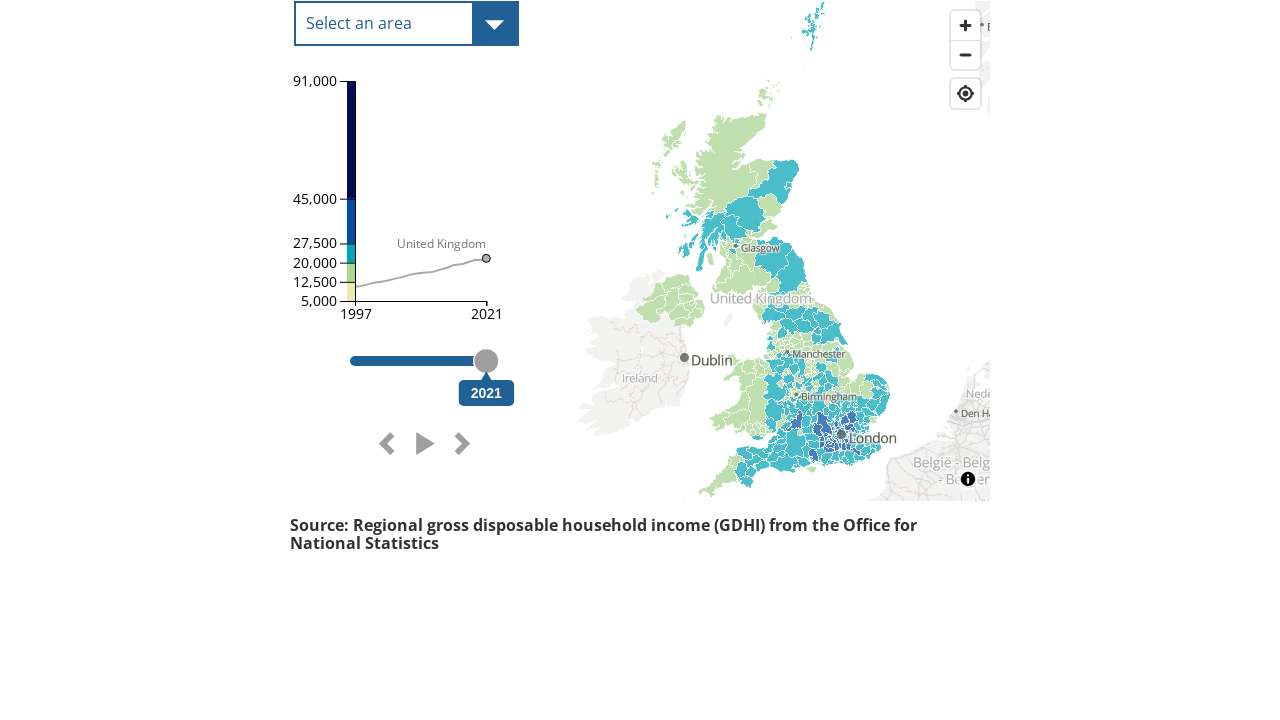 Select an area
91,000
45,000
27,500
20,000
12,500
5,000
United Kingdom
1997
2021
2021
Glasgow
United Kingdom
Manchester
Dublin
Ireland
Birmingham
London
Den Ha
België - Belg
Source: Regional gross disposable household income (GDHI) from the Office for
National Statistics